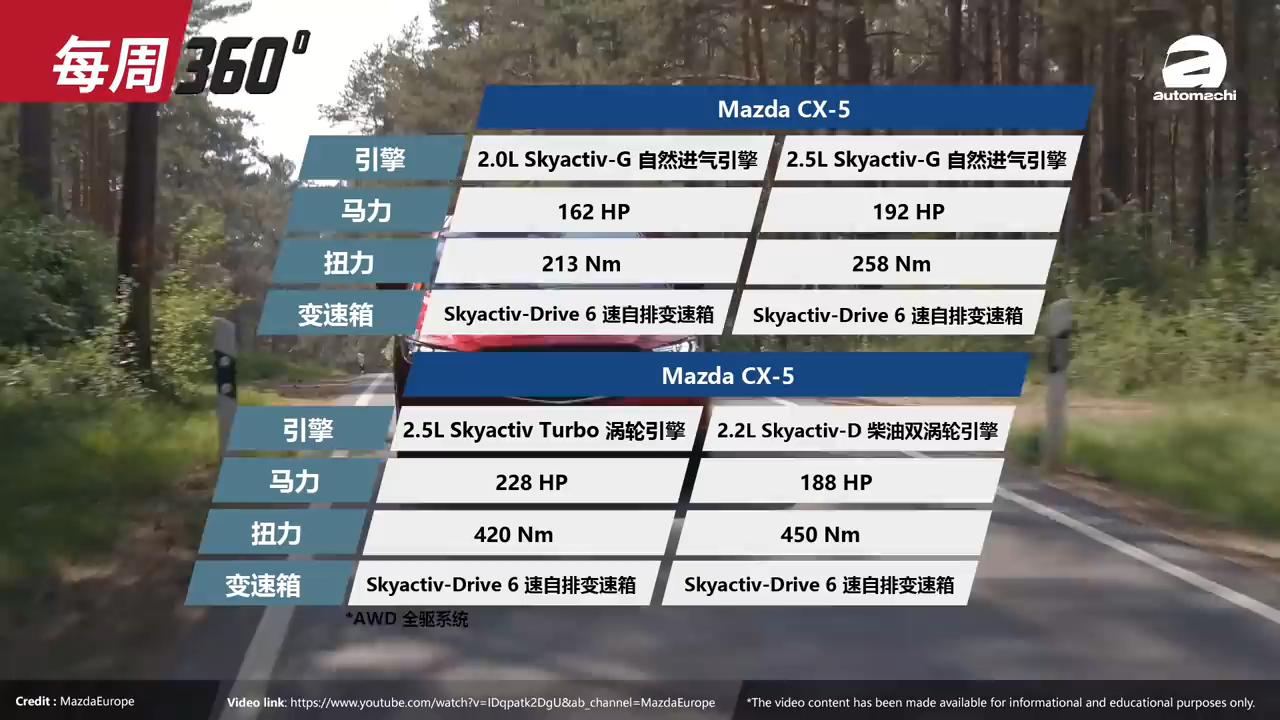 每周360°
automachi
Mazda CX-5
引擎 2.0L Skyactiv-G 自然进气引擎 2.5L Skyactiv-G 自然进气引擎
马力 162 HP 192 HP
扭力 213 Nm 258 Nm
变速箱 Skyactiv-Drive 6 速自排变速箱 Skyactiv-Drive 6 速自排变速箱
Mazda CX-5
引擎 2.5L Skyactiv Turbo 涡轮引擎 2.2L Skyactiv-D 柴油双涡轮引擎
马力 228 HP 188 HP
扭力 420 Nm 450 Nm
变速箱 Skyactiv-Drive 6 速自排变速箱 Skyactiv-Drive 6 速自排变速箱
*AWD 全驱系统
Credit : MazdaEurope Video link: https://www.youtube.com/watch?v=IDqpatk2DgU&ab_channel=MazdaEurope *The video content has been made available for informational and educational purposes only.